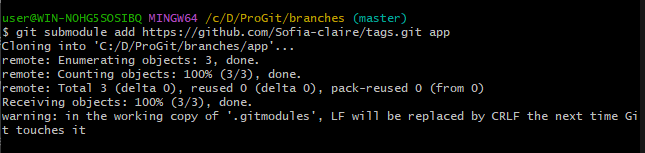 user@WIN-NOHG5SOSIBQ MINGW64 /c/D/ProGit/branches (master)
$ git submodule add https://github.com/Sofia-claire/tags.git app
Cloning into 'C:/D/ProGit/branches/app'...
remote: Enumerating objects: 3, done.
remote: Counting objects: 100% (3/3), done.
remote: Total 3 (delta 0), reused 0 (delta 0), pack-reused 0 (from 0)
Receiving objects: 100% (3/3), done.
warning: in the working copy of '.gitmodules', LF will be replaced by CRLF the next time Gi
t touches it